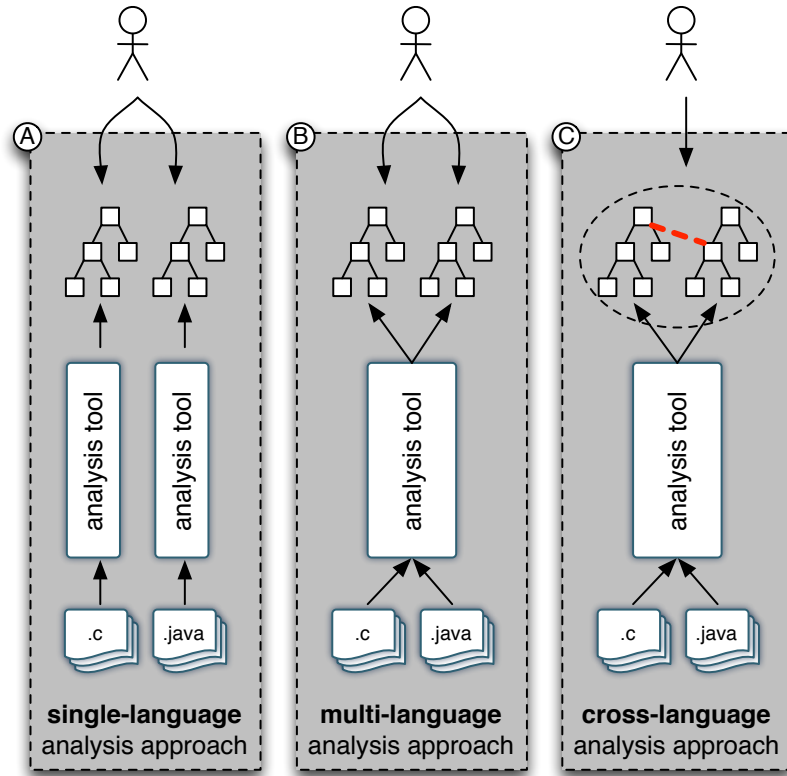 A
B
C
analysis tool
analysis tool
analysis tool
analysis tool
.c
.java
.c
.java
.c
.java
single-language
analysis approach
multi-language
analysis approach
cross-language
analysis approach